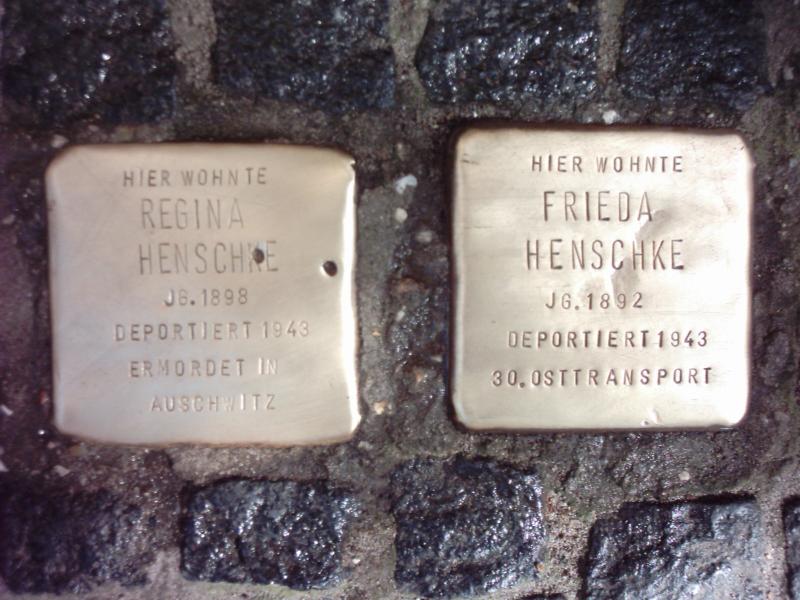 HIER WOHNTE
REGINA
HENSCHKE
JG.1898
DEPORTIERT 1943
ERMORDET IN
AUSCHWITZ
HIER WOHNTE
FRIEDA
HENSCHKE
JG.1892
DEPORTIERT 1943
30.OSTTRANSPORT